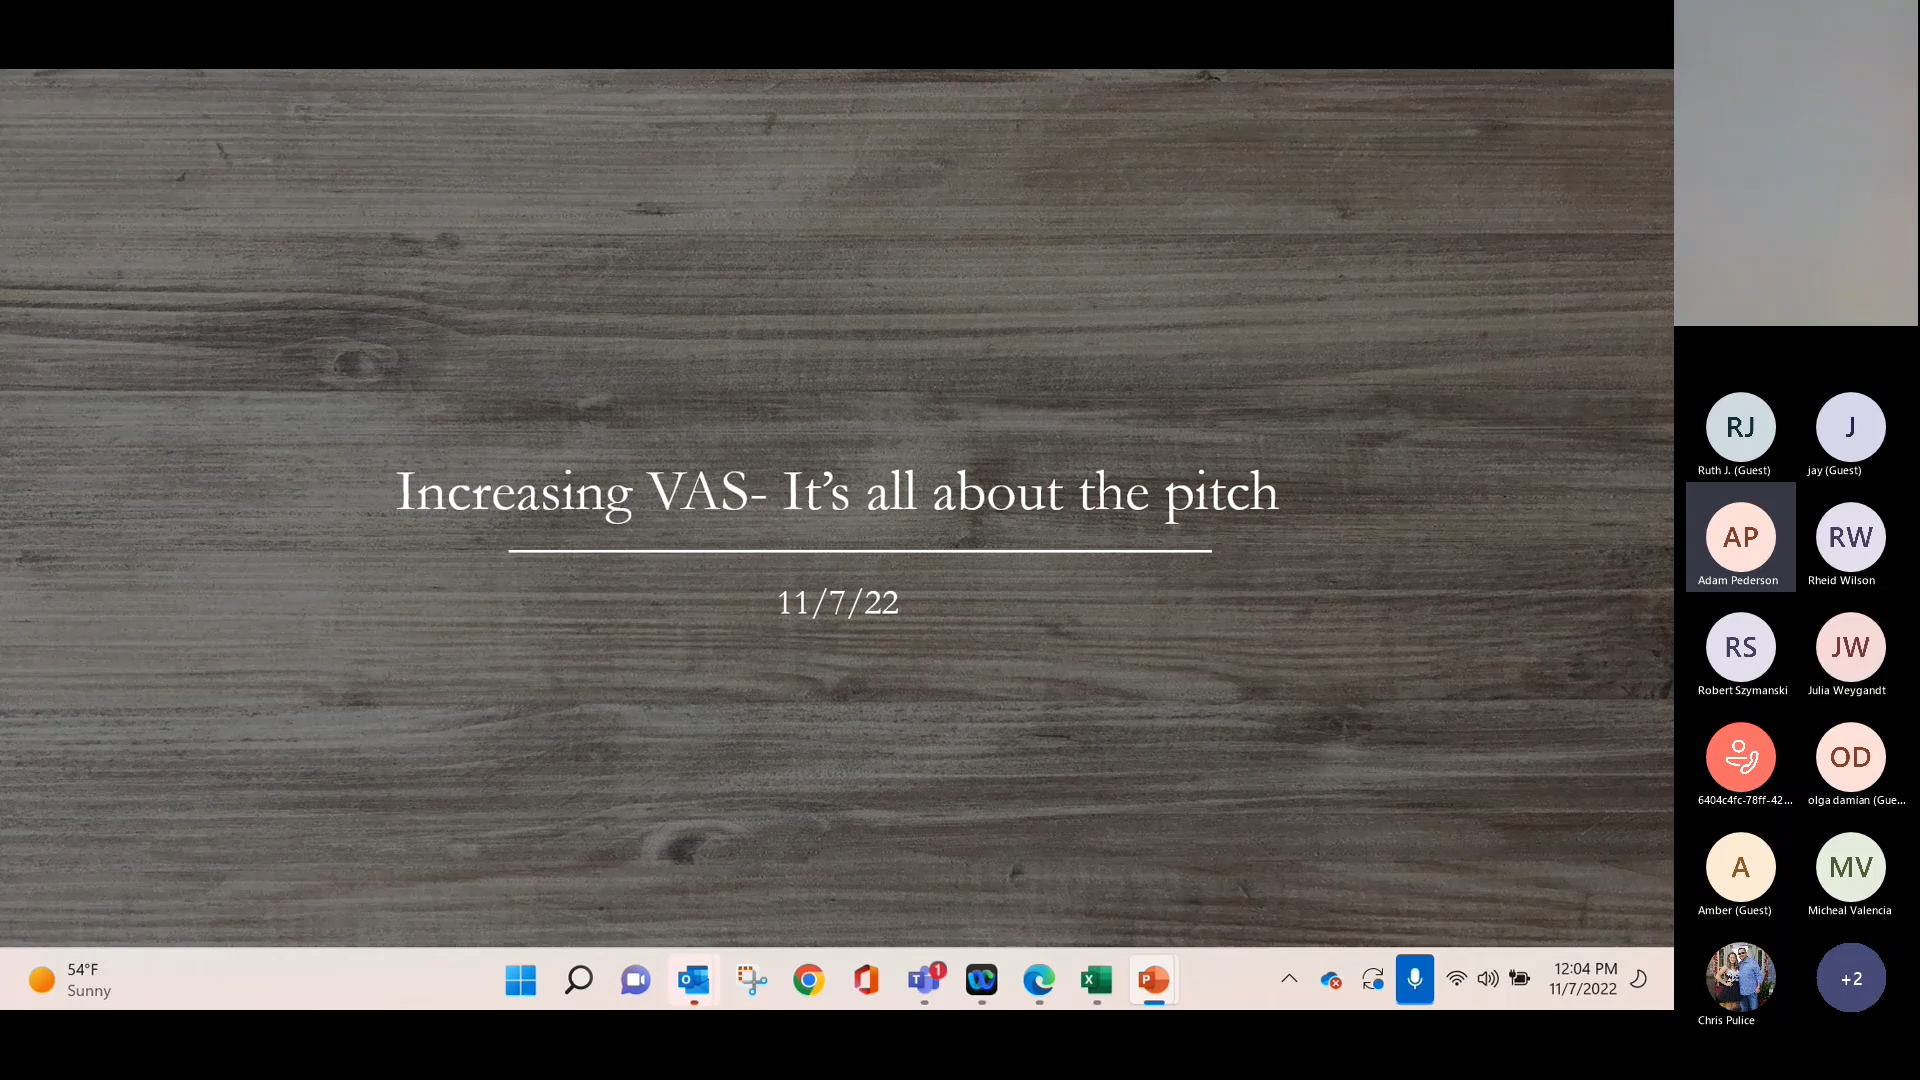 Increasing VAS- It's all about the pitch
11/7/22
54°F
Sunny
1
12:04 PM
11/7/2022
RJ
Ruth J. (Guest)
J
jay (Guest)
AP
Adam Pederson
RW
Rheid Wilson
RS
Robert Szymanski
JW
Julia Weygandt
6404c4fc-78ff-42...
OD
olga damian (Gue...
A
Amber (Guest)
MV
Micheal Valencia
Chris Pulice
+2